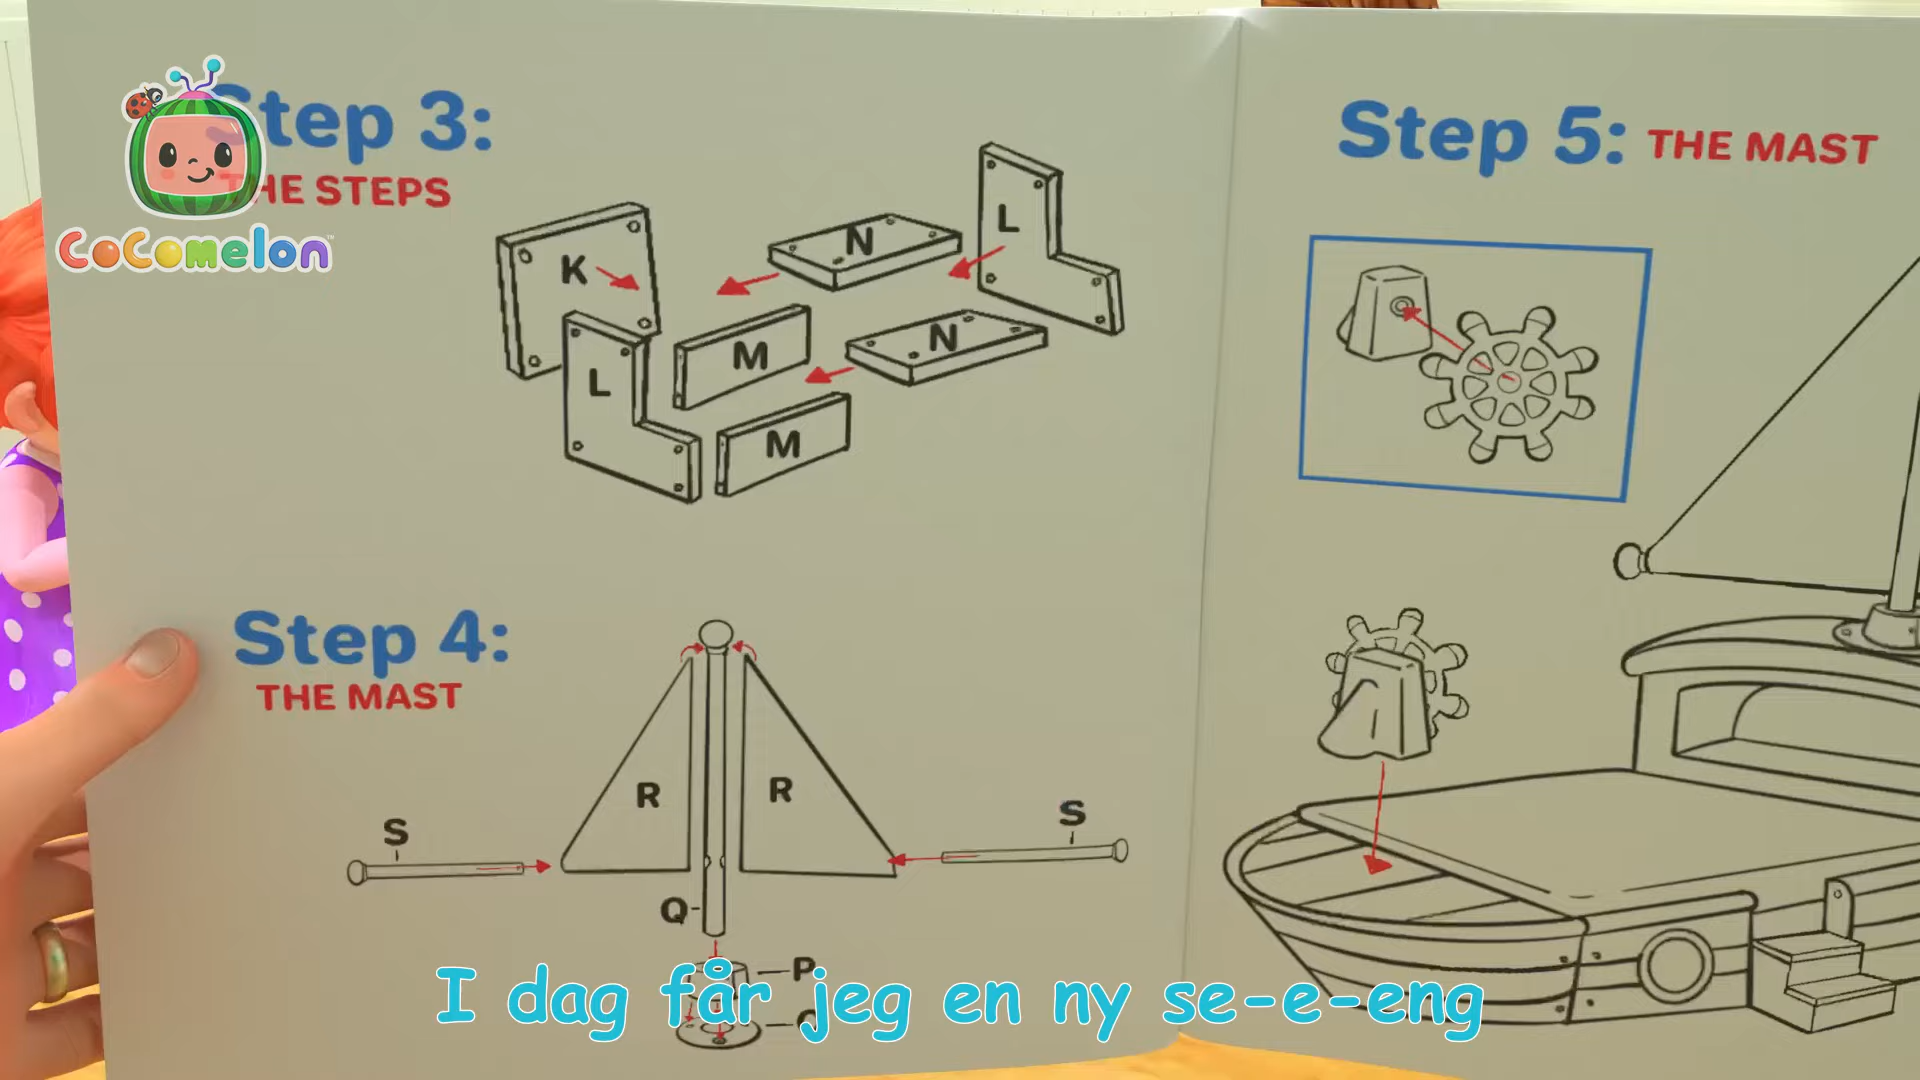 CoCoMelon
Step 3:
THE STEPS
K
N
L
L
M
N
M
Step 4:
THE MAST
R
R
S
S
Q
P
Step 5: THE MAST
I dag får jeg en ny se-e-eng